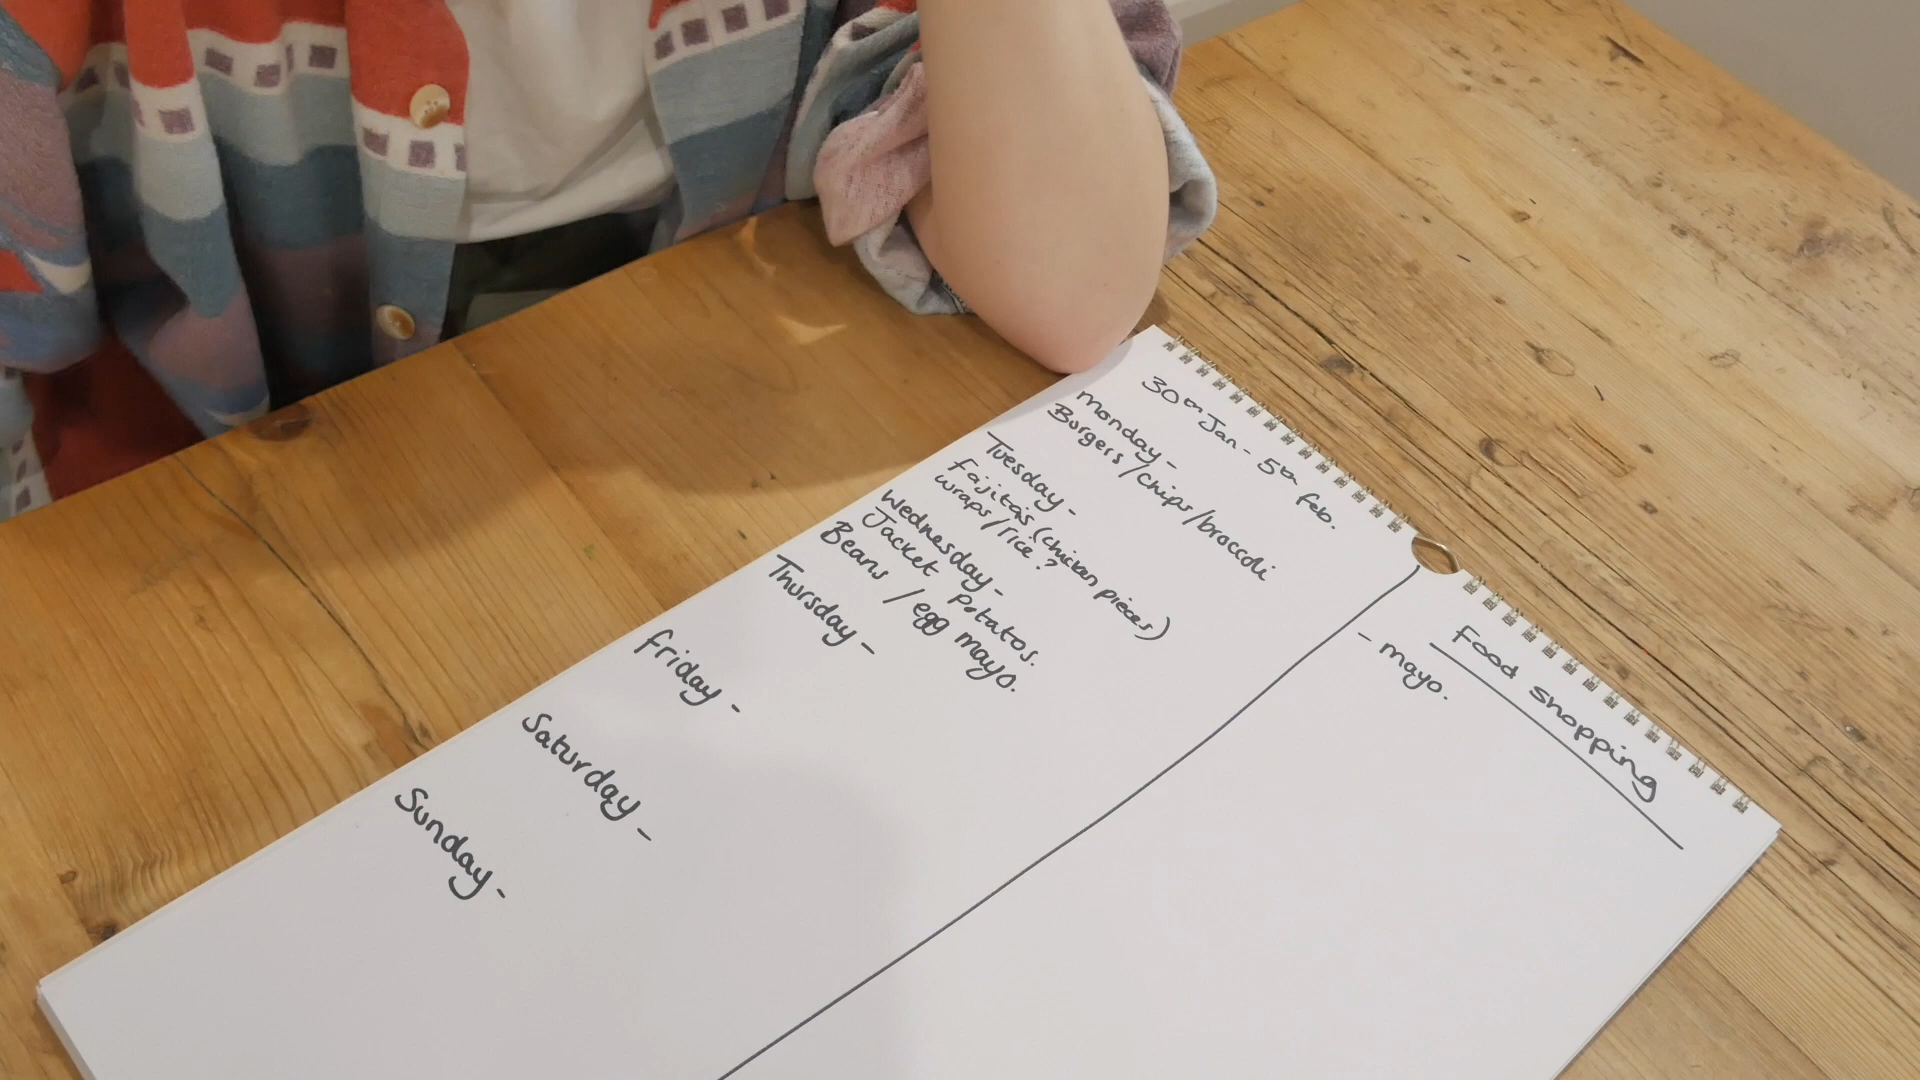 30th Jan - 5th Feb.
Monday -
Burgers / chips / broccoli
Tuesday -
Fajitas (chicken pieces)
wraps / rice?
Wednesday -
Jacket Potatos.
Beans / egg mayo.
Thursday -
Friday -
Saturday -
Sunday -
Food shopping
- mayo.